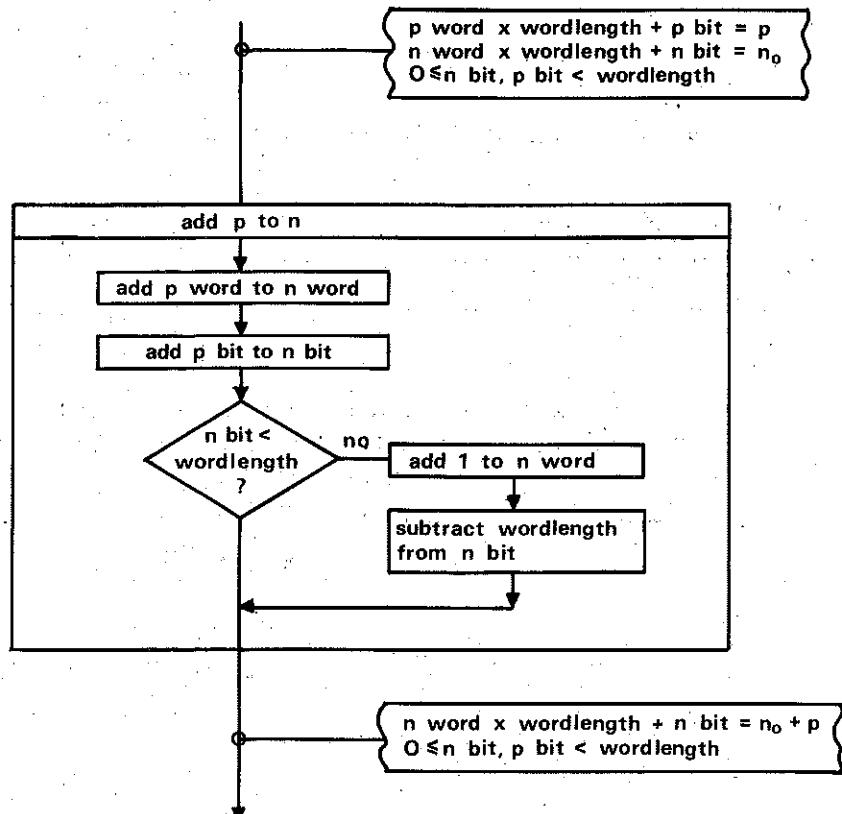 p word x wordlength + p bit = p
n word x wordlength + n bit = n₀
0≤n bit, p bit < wordlength
add p to n
add p word to n word
add p bit to n bit
n bit <
wordlength
?
no
add 1 to n word
subtract wordlength
from n bit
n word x wordlength + n bit = n₀ + p
0≤n bit, p bit < wordlength